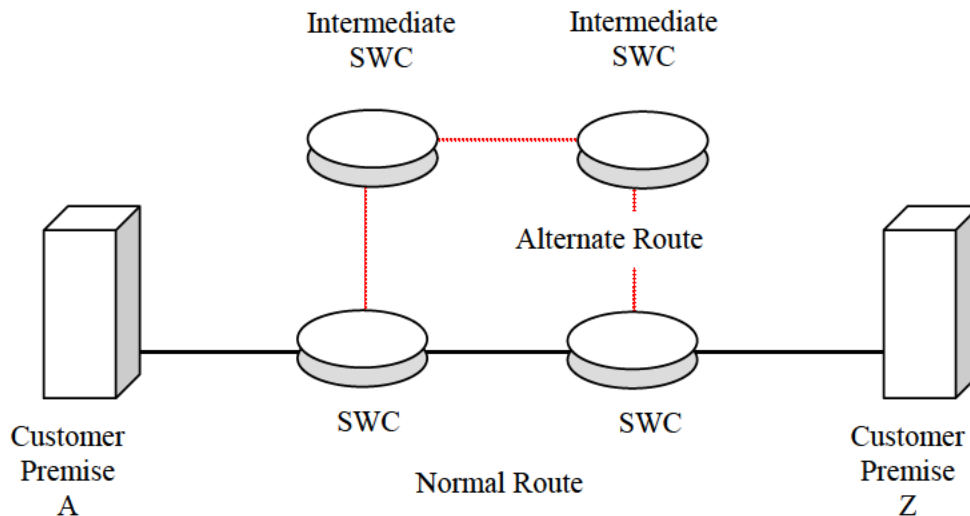 Intermediate
SWC
Intermediate
SWC
Alternate Route
SWC
SWC
Customer
Premise
A
Normal Route
Customer
Premise
Z